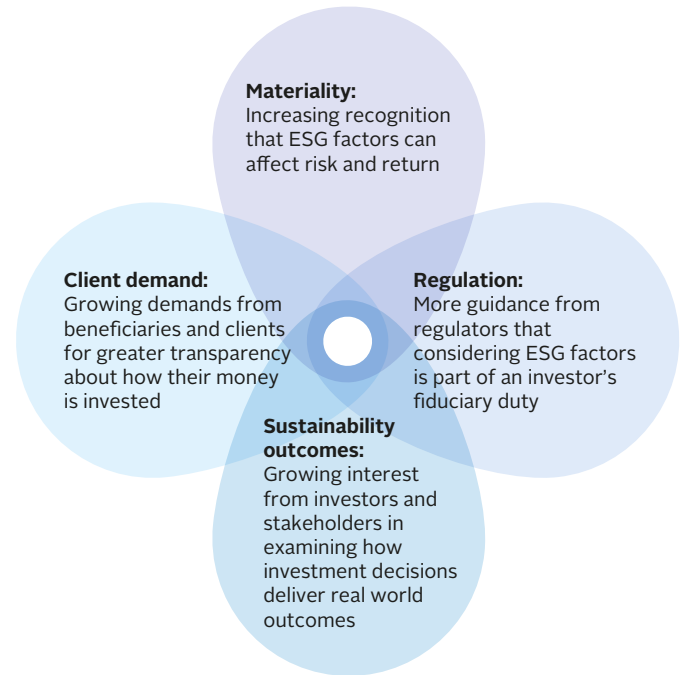 Materiality:
Increasing recognition
that ESG factors can
affect risk and return
Client demand:
Growing demands from
beneficiaries and clients
for greater transparency
about how their money
is invested
Regulation:
More guidance from
regulators that
considering ESG factors
is part of an investor’s
fiduciary duty
Sustainability
outcomes:
Growing interest
from investors and
stakeholders in
examining how
investment decisions
deliver real world
outcomes